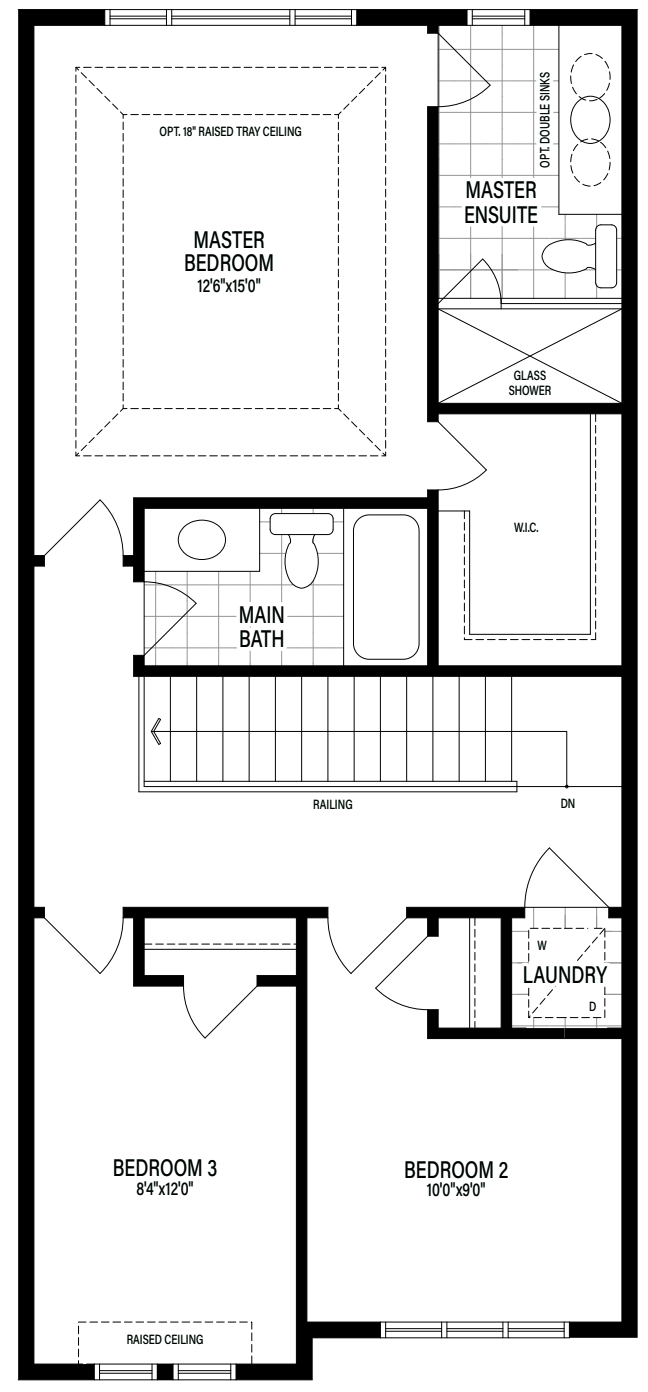 OPT. 18" RAISED TRAY CEILING
OPT. DOUBLE SINKS
MASTER
ENSUITE
MASTER
BEDROOM
12'6"x15'0"
GLASS
SHOWER
W.I.C.
MAIN
BATH
RAILING
DN
W
LAUNDRY
D
BEDROOM 3
8'4"x12'0"
BEDROOM 2
10'0"x9'0"
RAISED CEILING